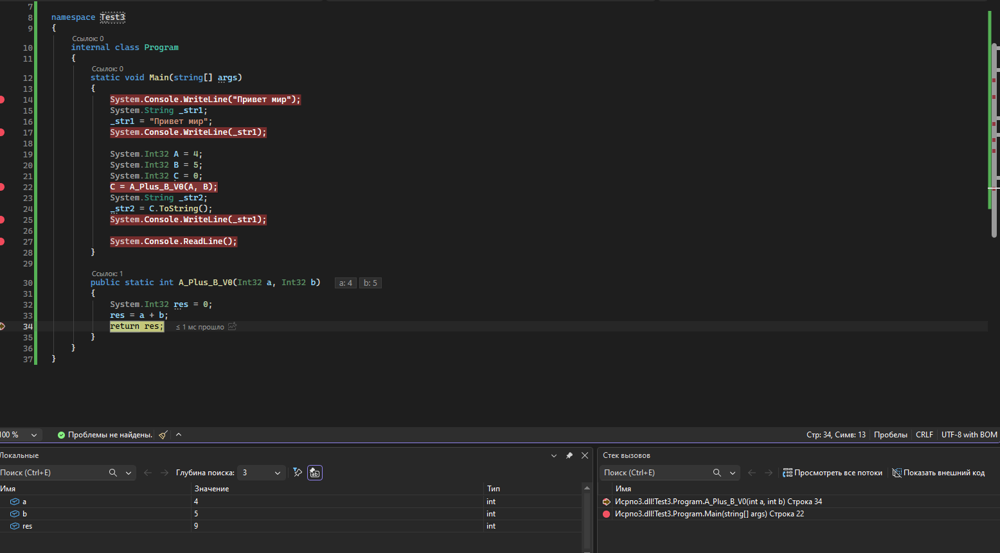 7
8 namespace Test3
9 {
Ссылок: 0
10 internal class Program
11 {
Ссылок: 0
12 static void Main(string[] args)
13 {
14 System.Console.WriteLine("Привет мир");
15 System.String _str1;
16 _str1 = "Привет мир";
17 System.Console.WriteLine(_str1);
18
19 System.Int32 A = 4;
20 System.Int32 B = 5;
21 System.Int32 C = 0;
22 C = A_Plus_B_V0(A, B);
23 System.String _str2;
24 _str2 = C.ToString();
25 System.Console.WriteLine(_str1);
26
27 System.Console.ReadLine();
28 }
29
Ссылок: 1
30 public static int A_Plus_B_V0(Int32 a, Int32 b) a: 4 b: 5
31 {
32 System.Int32 res = 0;
33 res = a + b;
34 return res; ≤ 1 мс прошло
35 }
36 }
37 }
100 % Проблемы не найдены. Стр: 34, Симв: 13 Пробелы CRLF UTF-8 with BOM
Локальные
Поиск (Ctrl+E) Глубина поиска: 3
Имя Значение Тип
a 4 int
b 5 int
res 9 int
Стек вызовов
Поиск (Ctrl+E) Просмотреть все потоки Показать внешний код
Имя
Исрпо3.dll!Test3.Program.A_Plus_B_V0(int a, int b) Строка 34
Исрпо3.dll!Test3.Program.Main(string[] args) Строка 22